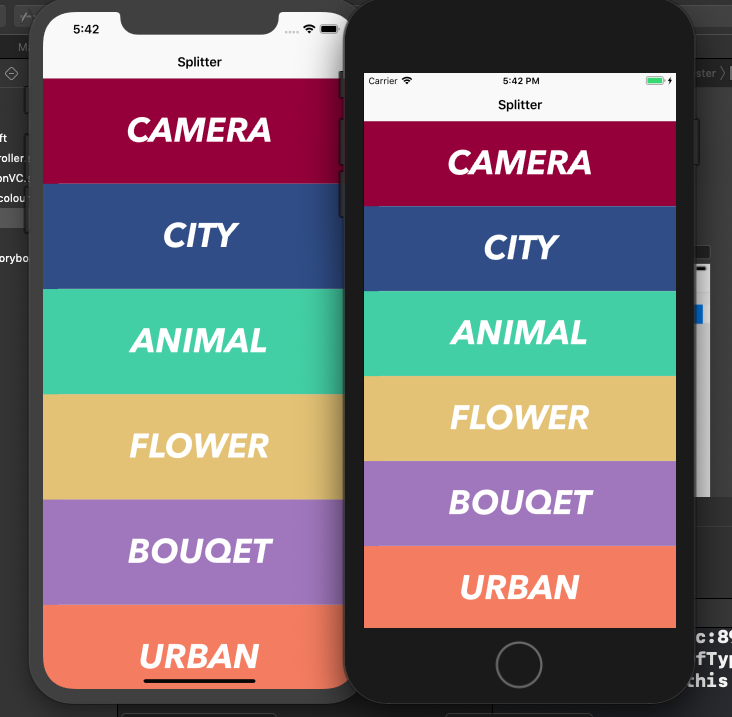 5:42
Splitter
CAMERA
CITY
ANIMAL
FLOWER
BOUQET
URBAN
Carrier
5:42 PM
Splitter
CAMERA
CITY
ANIMAL
FLOWER
BOUQET
URBAN
ft
roller.s
onVC.s
colou
orybo
ster
c:89
fTyp
this